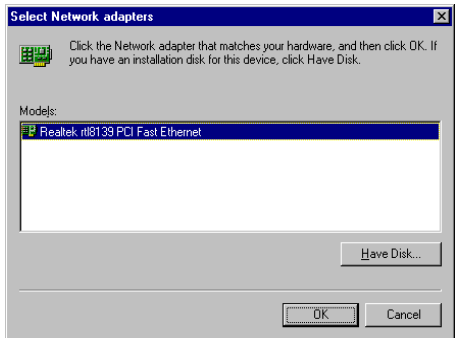 Select Network adapters
Click the Network adapter that matches your hardware, and then click OK. If
you have an installation disk for this device, click Have Disk.
Models:
Realtek rtl8139 PCI Fast Ethernet
Have Disk...
OK
Cancel